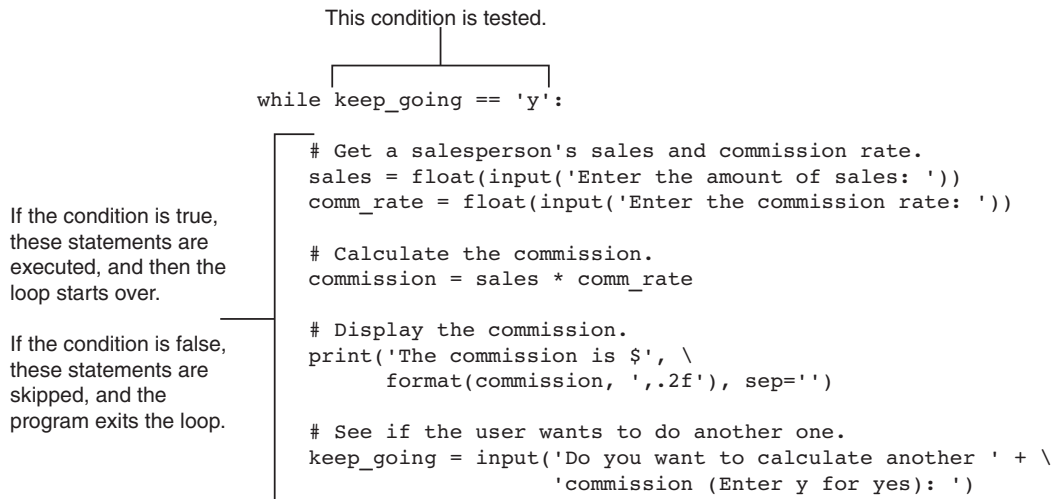 This condition is tested.
while keep_going == 'y':
# Get a salesperson's sales and commission rate.
sales = float(input('Enter the amount of sales: '))
comm_rate = float(input('Enter the commission rate: '))
# Calculate the commission.
commission = sales * comm_rate
# Display the commission.
print('The commission is $', \
format(commission, ',.2f'), sep='')
# See if the user wants to do another one.
keep_going = input('Do you want to calculate another ' + \
'commission (Enter y for yes): ')
If the condition is true,
these statements are
executed, and then the
loop starts over.
If the condition is false,
these statements are
skipped, and the
program exits the loop.